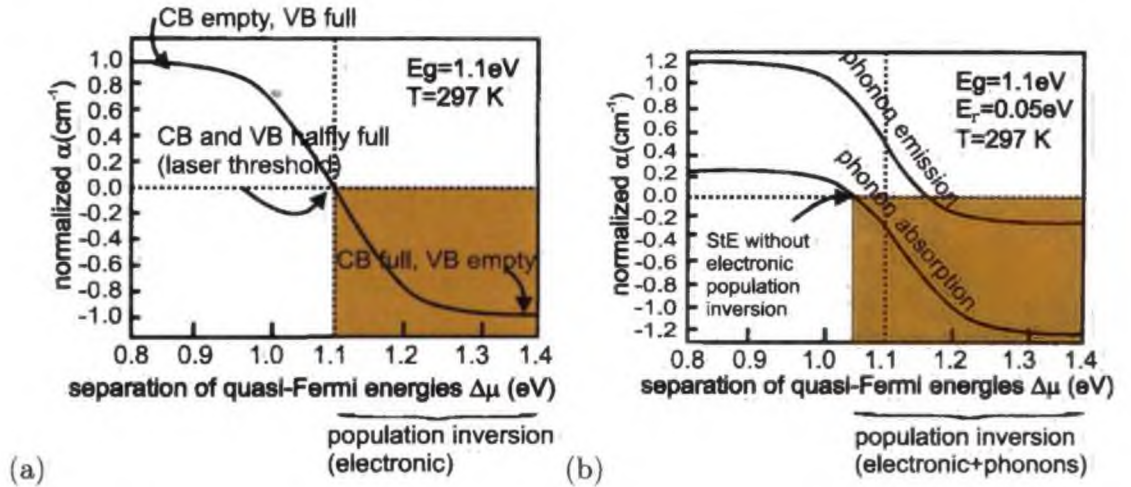 CB empty, VB full
1.0
0.8
0.6
0.4
0.2
0.0
-0.2
-0.4
-0.6
-0.8
-1.0
normalized α(cm⁻¹)
Eg=1.1eV
T=297 K
CB and VB halfly full
(laser threshold)
CB full, VB empty
0.8 0.9 1.0 1.1 1.2 1.3 1.4
separation of quasi-Fermi energies Δμ (eV)
population inversion
(electronic)
(a)
1.2
1.0
0.8
0.6
0.4
0.2
0.0
-0.2
-0.4
-0.6
-0.8
-1.0
-1.2
normalized α(cm⁻¹)
phonon emission
phonon absorption
Eg=1.1eV
Eᵣ=0.05eV
T=297 K
StE without
electronic
population
inversion
0.8 0.9 1.0 1.1 1.2 1.3 1.4
separation of quasi-Fermi energies Δμ (eV)
population inversion
(electronic+phonons)
(b)